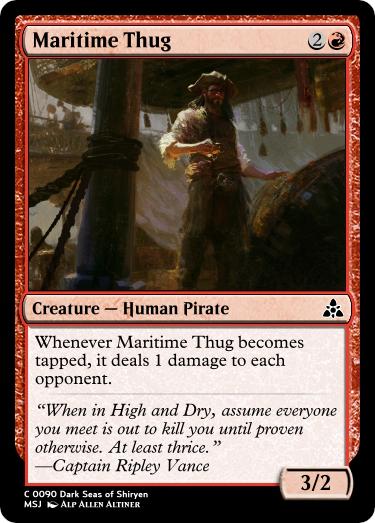 Maritime Thug 2
Creature — Human Pirate
Whenever Maritime Thug becomes
tapped, it deals 1 damage to each
opponent.
“When in High and Dry, assume everyone
you meet is out to kill you until proven
otherwise. At least thrice.”
—Captain Ripley Vance
3/2
C 0090 Dark Seas of Shiryen
MSJ Alp Allen Altiner